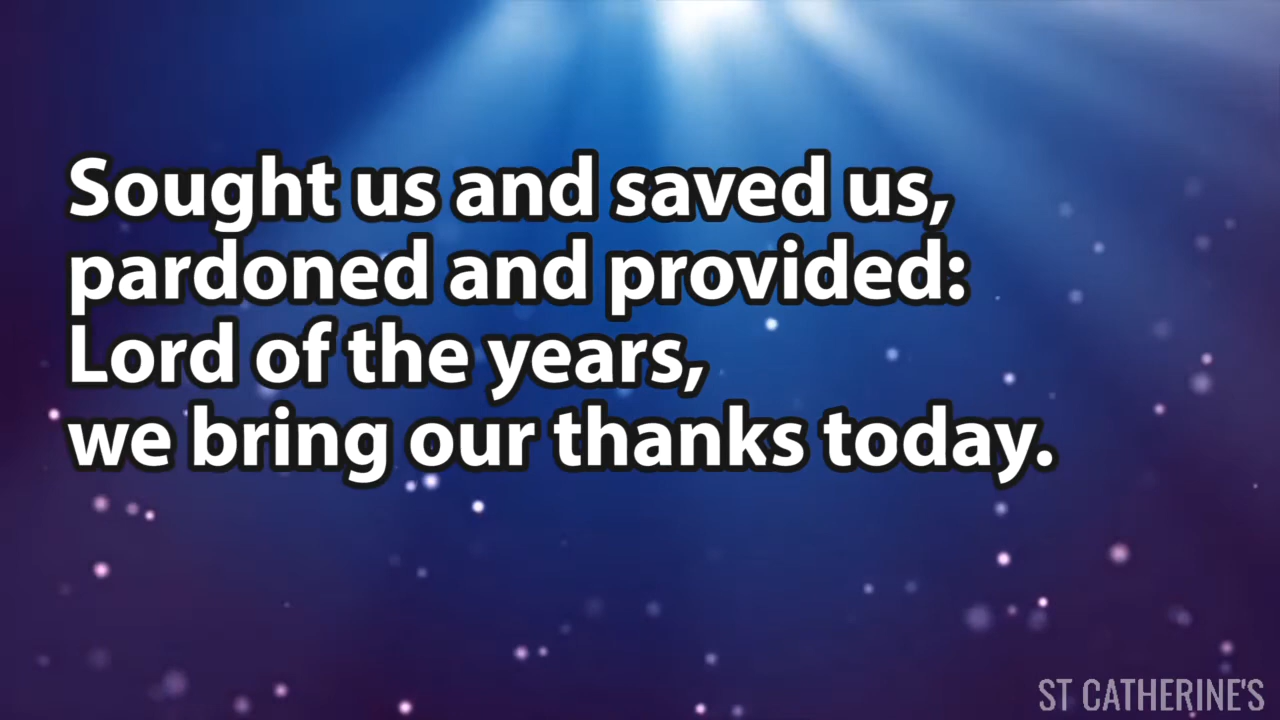 Sought us and saved us,
pardoned and provided:
Lord of the years,
we bring our thanks today.
ST CATHERINE'S